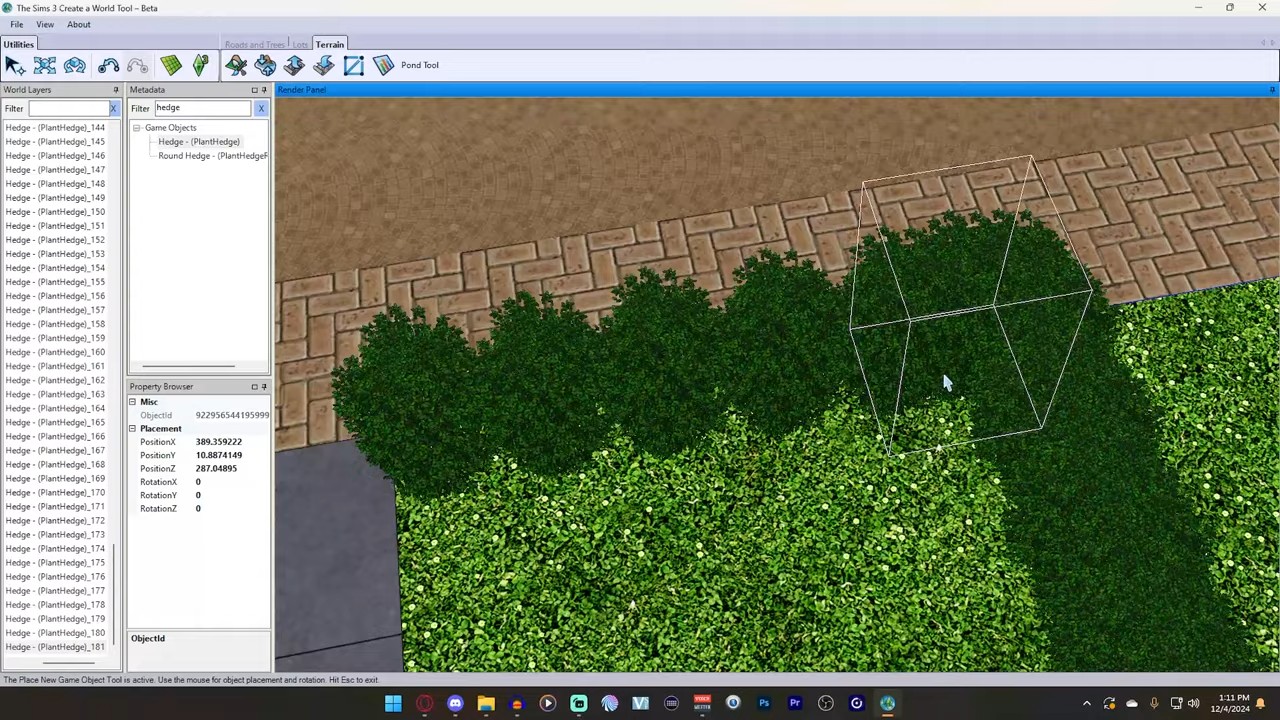 The Sims 3 Create a World Tool – Beta
File View About
Utilities
Roads and Trees Lots Terrain
Pond Tool
World Layers
Filter X
Hedge - (PlantHedge)_144
Hedge - (PlantHedge)_145
Hedge - (PlantHedge)_146
Hedge - (PlantHedge)_147
Hedge - (PlantHedge)_148
Hedge - (PlantHedge)_149
Hedge - (PlantHedge)_150
Hedge - (PlantHedge)_151
Hedge - (PlantHedge)_152
Hedge - (PlantHedge)_153
Hedge - (PlantHedge)_154
Hedge - (PlantHedge)_155
Hedge - (PlantHedge)_156
Hedge - (PlantHedge)_157
Hedge - (PlantHedge)_158
Hedge - (PlantHedge)_159
Hedge - (PlantHedge)_160
Hedge - (PlantHedge)_161
Hedge - (PlantHedge)_162
Hedge - (PlantHedge)_163
Hedge - (PlantHedge)_164
Hedge - (PlantHedge)_165
Hedge - (PlantHedge)_166
Hedge - (PlantHedge)_167
Hedge - (PlantHedge)_168
Hedge - (PlantHedge)_169
Hedge - (PlantHedge)_170
Hedge - (PlantHedge)_171
Hedge - (PlantHedge)_172
Hedge - (PlantHedge)_173
Hedge - (PlantHedge)_174
Hedge - (PlantHedge)_175
Hedge - (PlantHedge)_176
Hedge - (PlantHedge)_177
Hedge - (PlantHedge)_178
Hedge - (PlantHedge)_179
Hedge - (PlantHedge)_180
Hedge - (PlantHedge)_181
Metadata
Filter hedge X
Game Objects
Hedge - (PlantHedge)
Round Hedge - (PlantHedgeR
Property Browser
Misc
ObjectId 922956544195999
Placement
PositionX 389.359222
PositionY 10.8874149
PositionZ 287.04895
RotationX 0
RotationY 0
RotationZ 0
ObjectId
Render Panel
The Place New Game Object Tool is active. Use the mouse for object placement and rotation. Hit Esc to exit.
Ps
Pr
1:11 PM
12/4/2024